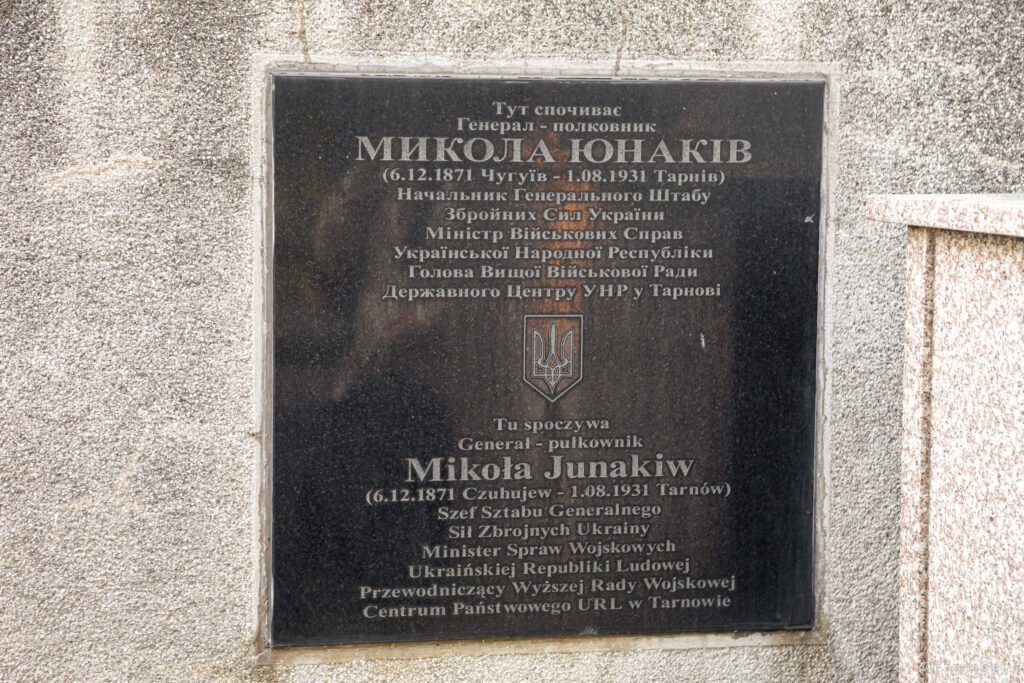 Тут спочиває
Генерал - полковник
МИКОЛА ЮНАКІВ
(6.12.1871 Чугуїв - 1.08.1931 Тарнів)
Начальник Генерального Штабу
Збройних Сил України
Міністр Військових Справ
Української Народної Республіки
Голова Вищої Військової Ради
Державного Центру УНР у Тарнові
Tu spoczywa
Generał - pułkownik
Mikoła Junakiw
(6.12.1871 Czuhujew - 1.08.1931 Tarnów)
Szef Sztabu Generalnego
Sił Zbrojnych Ukrainy
Minister Spraw Wojskowych
Ukraińskiej Republiki Ludowej
Przewodniczący Wyższej Rady Wojskowej
Centrum Państwowego URL w Tarnowie